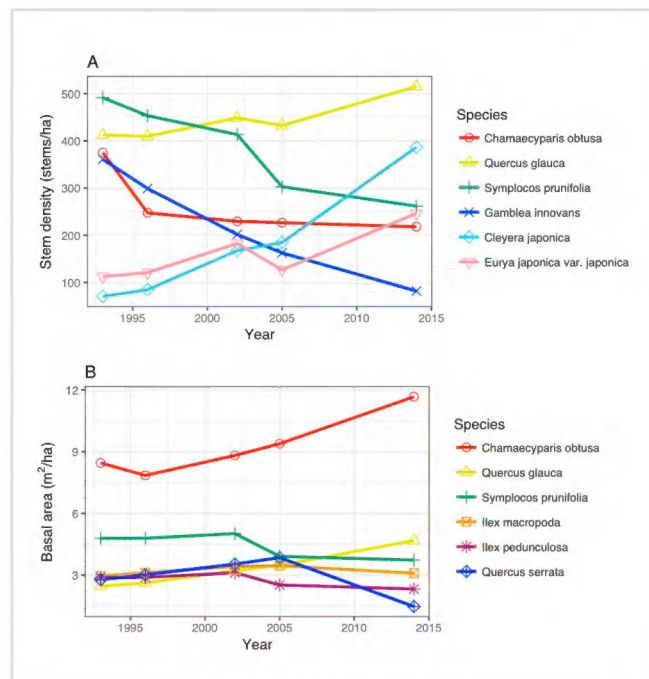 A
500
400
300
200
100
Stem density (stems/ha)
1995
2000
2005
2010
2015
Year
Species
Chamaecyparis obtusa
Quercus glauca
Symplocos prunifolia
Gamblea innovans
Cleyera japonica
Eurya japonica var. japonica
B
12
9
6
3
Basal area (m²/ha)
1995
2000
2005
2010
2015
Year
Species
Chamaecyparis obtusa
Quercus glauca
Symplocos prunifolia
Ilex macropoda
Ilex pedunculosa
Quercus serrata